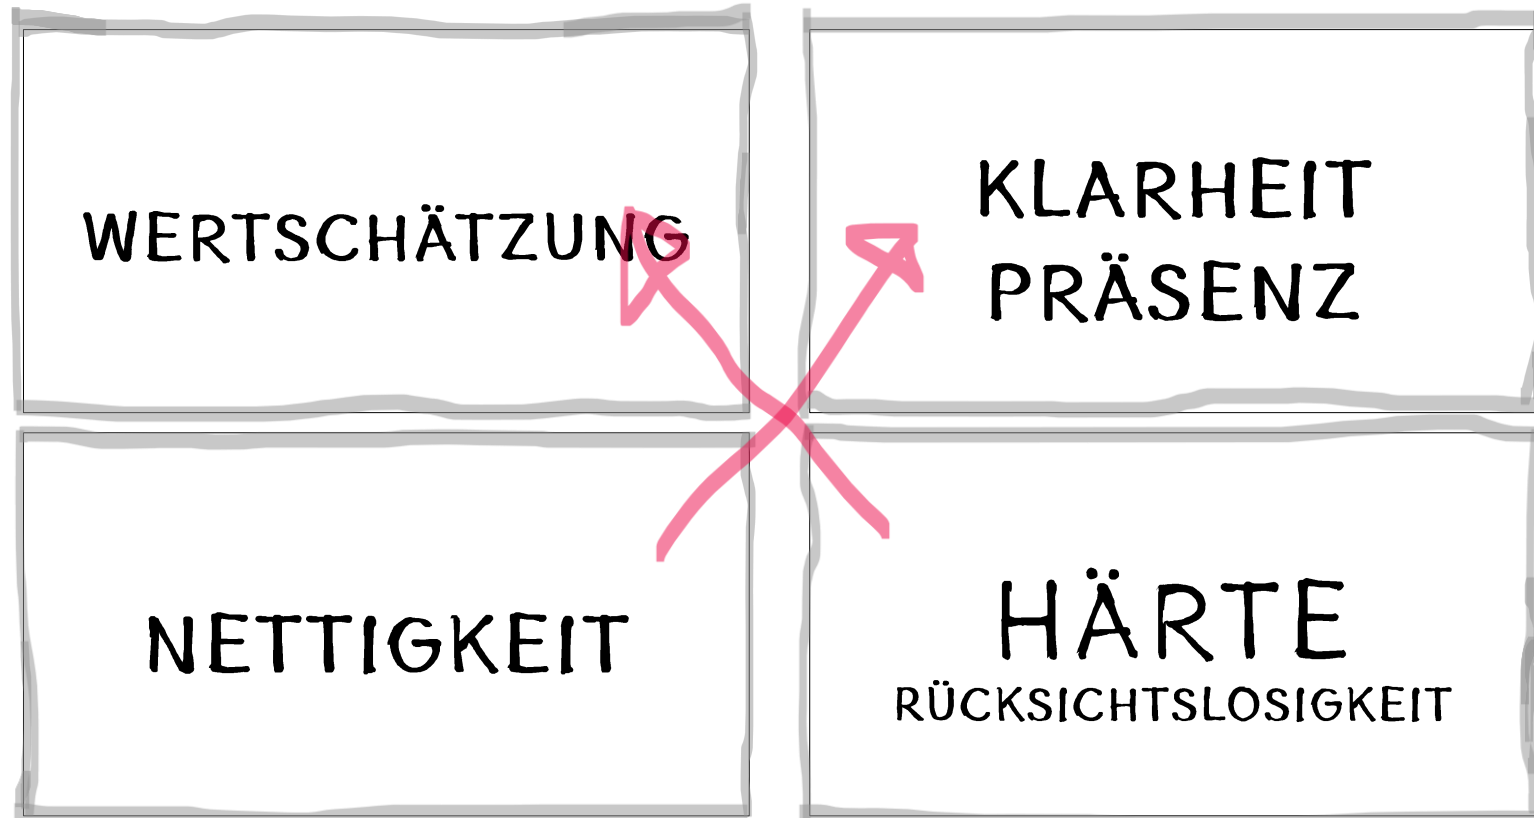 WERTSCHÄTZUNG
KLARHEIT
PRÄSENZ
NETTIGKEIT
HÄRTE
RÜCKSICHTSLOSIGKEIT